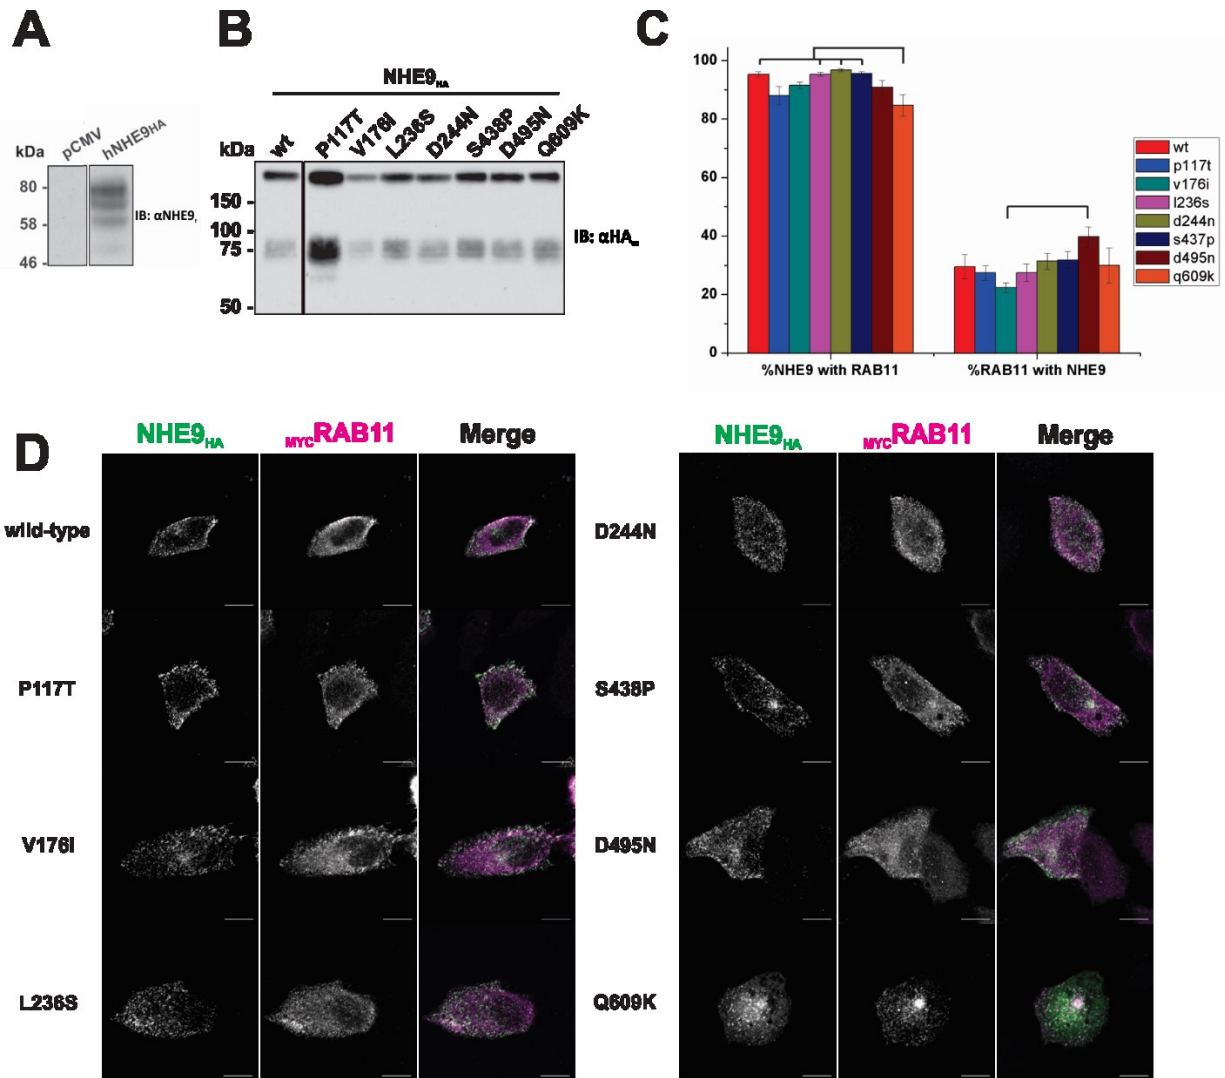 A
B
C
NHE9HA
pCMV
hNHE9HA
kDa
80
58
46
IB: αNHE9,
kDa
wt
P117T
V176I
L236S
D244N
S438P
D495N
Q609K
150
100
75
50
IB: αHA
100
80
60
40
20
0
%NHE9 with RAB11
%RAB11 with NHE9
wt
p117t
v176i
l236s
d244n
s437p
d495n
q609k
D
NHE9HA
MYCRAB11
Merge
wild-type
P117T
V176I
L236S
NHE9HA
MYCRAB11
Merge
D244N
S438P
D495N
Q609K